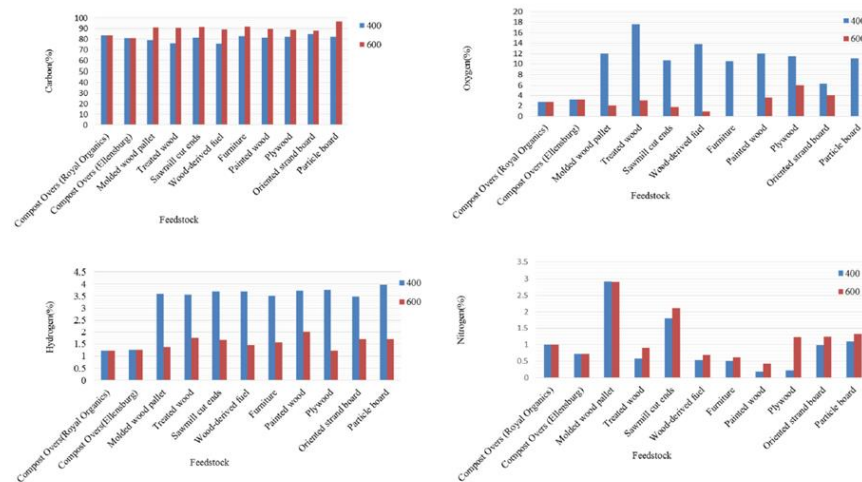 Carbon(%)
100
90
80
70
60
50
40
30
20
10
0
400
600
Compost Overs (Royal Organics)
Compost Overs (Ellensburg)
Molded wood pallet
Treated wood
Sawmill cut ends
Wood-derived fuel
Furniture
Painted wood
Plywood
Oriented strand board
Particle board
Feedstock
Oxygen(%)
20
18
16
14
12
10
8
6
4
2
0
400
600
Compost Overs (Royal Organics)
Compost Overs (Ellensburg)
Molded wood pallet
Treated wood
Sawmill cut ends
Wood-derived fuel
Furniture
Painted wood
Plywood
Oriented strand board
Particle board
Feedstock
Hydrogen(%)
4.5
4
3.5
3
2.5
2
1.5
1
0.5
0
400
600
Compost Overs(Royal Organics)
Compost Overs(Ellensburg)
Molded wood pallet
Treated wood
Sawmill cut ends
Wood-derived fuel
Furniture
Painted wood
Plywood
Oriented strand board
Particle board
Feedstock
Nitrogen(%)
3.5
3
2.5
2
1.5
1
0.5
0
400
600
Compost Overs (Royal Organics)
Compost Overs (Ellensburg)
Molded wood pallet
Treated wood
Sawmill cut ends
Wood-derived fuel
Furniture
Painted wood
Plywood
Oriented strand board
Particle board
Feedstock